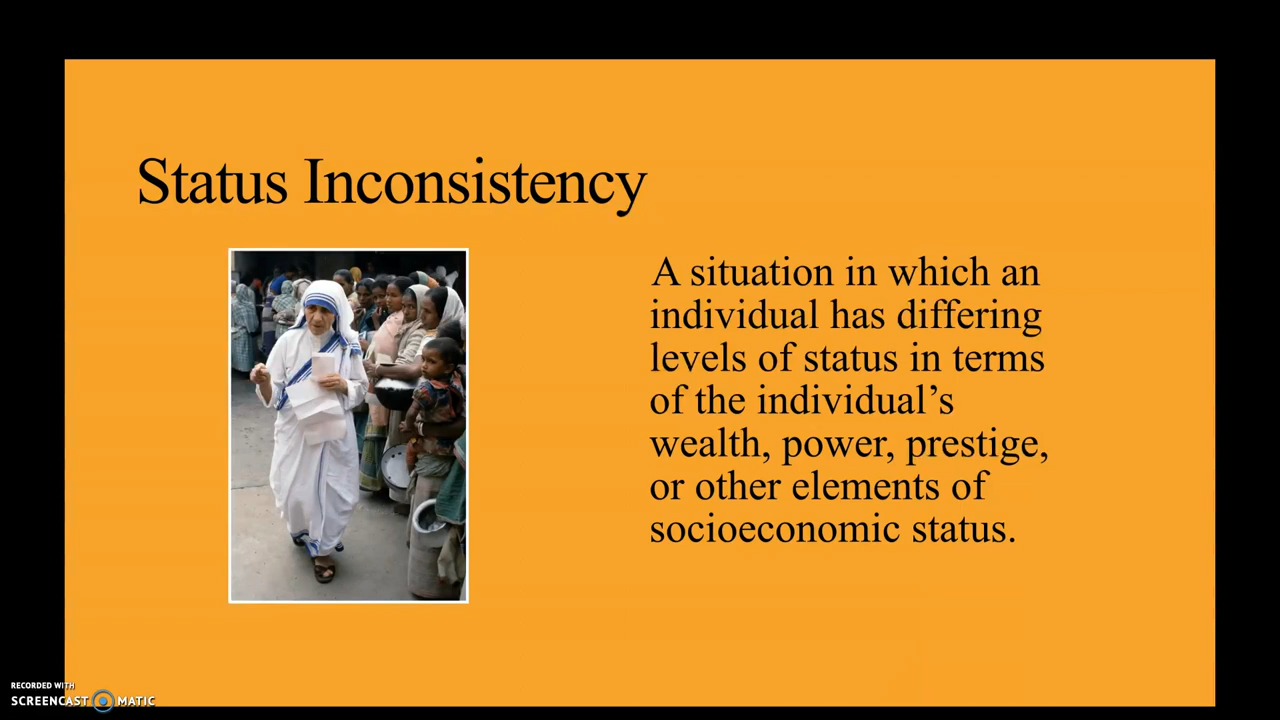 Status Inconsistency
A situation in which an
individual has differing
levels of status in terms
of the individual’s
wealth, power, prestige,
or other elements of
socioeconomic status.
RECORDED WITH
SCREENCAST MATIC